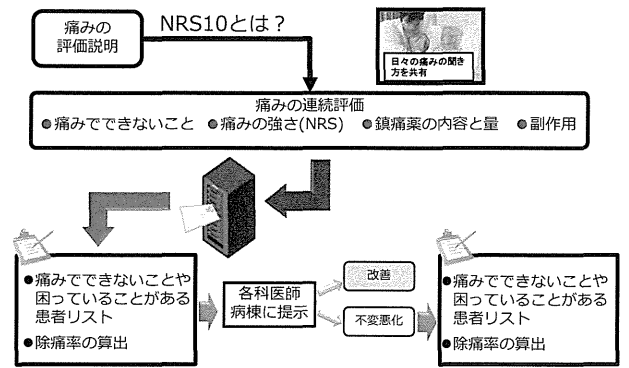 痛みの
評価説明
NRS10とは？
日々の痛みの聞き
方を共有
痛みの連続評価
●痛みでできないこと ●痛みの強さ(NRS) ●鎮痛薬の内容と量 ●副作用
●痛みでできないことや
困っていることがある
患者リスト
●除痛率の算出
各科医師
病棟に提示
改善
不変悪化
●痛みでできないことや
困っていることがある
患者リスト
●除痛率の算出